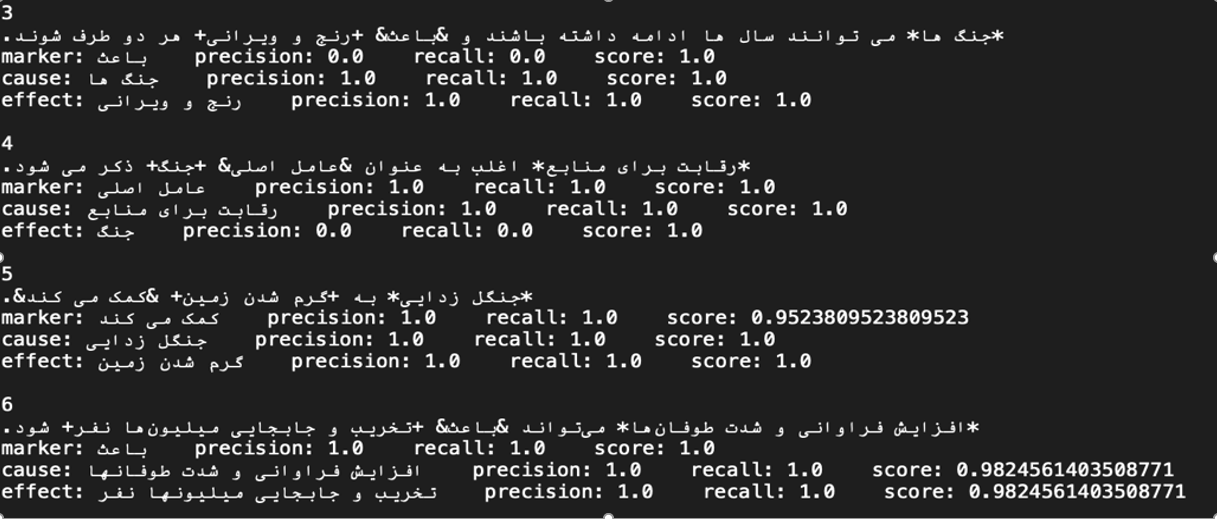 3
*جنگ ها* می توانند سال ها ادامه داشته باشند و &باعث& +رنج و ویرانی+ هر دو طرف شوند.
marker: باعث    precision: 0.0    recall: 0.0    score: 1.0
cause: جنگ ها    precision: 1.0    recall: 1.0    score: 1.0
effect: رنج و ویرانی    precision: 1.0    recall: 1.0    score: 1.0
4
*رقابت برای منابع* اغلب به عنوان &عامل اصلی& +جنگ+ ذکر می شود.
marker: عامل اصلی    precision: 1.0    recall: 1.0    score: 1.0
cause: رقابت برای منابع    precision: 1.0    recall: 1.0    score: 1.0
effect: جنگ    precision: 0.0    recall: 0.0    score: 1.0
5
*جنگل زدایی* به +گرم شدن زمین+ &کمک می کند&.
marker: کمک می کند    precision: 1.0    recall: 1.0    score: 0.9523809523809523
cause: جنگل زدایی    precision: 1.0    recall: 1.0    score: 1.0
effect: گرم شدن زمین    precision: 1.0    recall: 1.0    score: 1.0
6
*افزایش فراوانی و شدت طوفان‌ها* می‌تواند &باعث& +تخریب و جابجایی میلیون‌ها نفر+ شود.
marker: باعث    precision: 1.0    recall: 1.0    score: 1.0
cause: افزایش فراوانی و شدت طوفانها    precision: 1.0    recall: 1.0    score: 0.9824561403508771
effect: تخریب و جابجایی میلیونها نفر    precision: 1.0    recall: 1.0    score: 0.9824561403508771